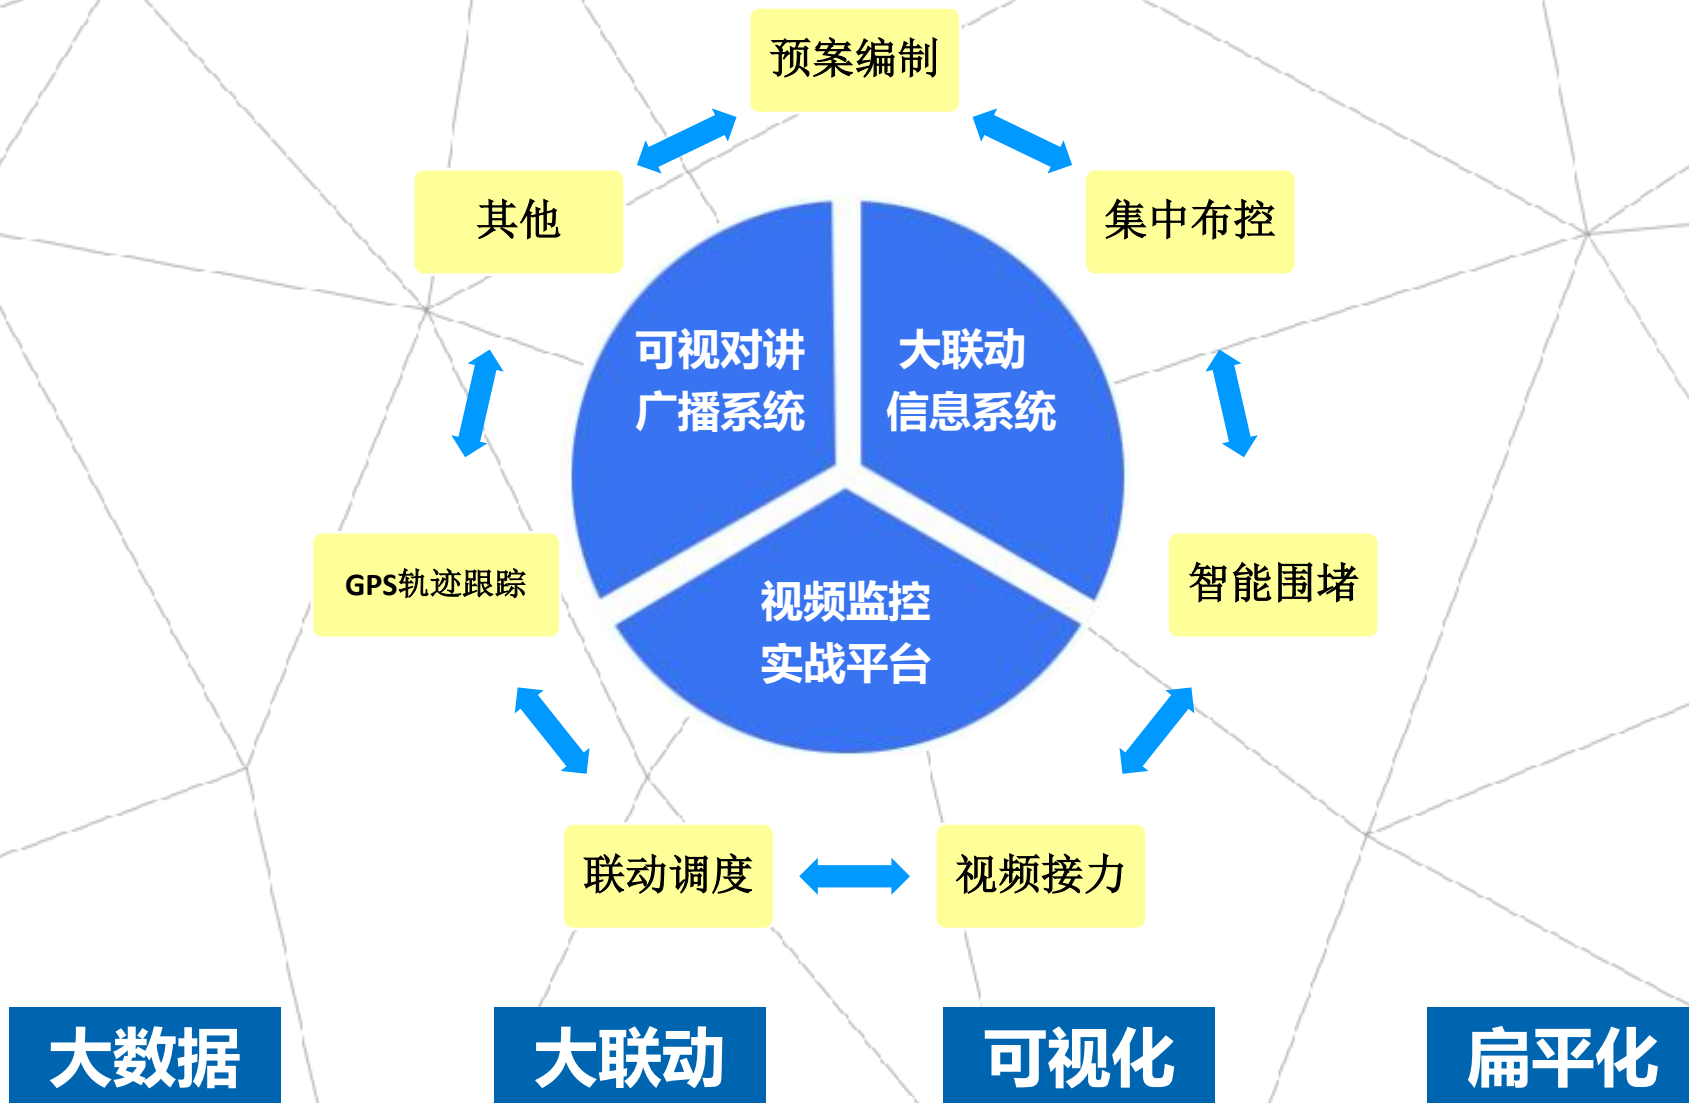 预案编制
其他
集中布控
可视对讲
广播系统
大联动
信息系统
GPS轨迹跟踪
智能围堵
视频监控
实战平台
联动调度
视频接力
大数据
大联动
可视化
扁平化